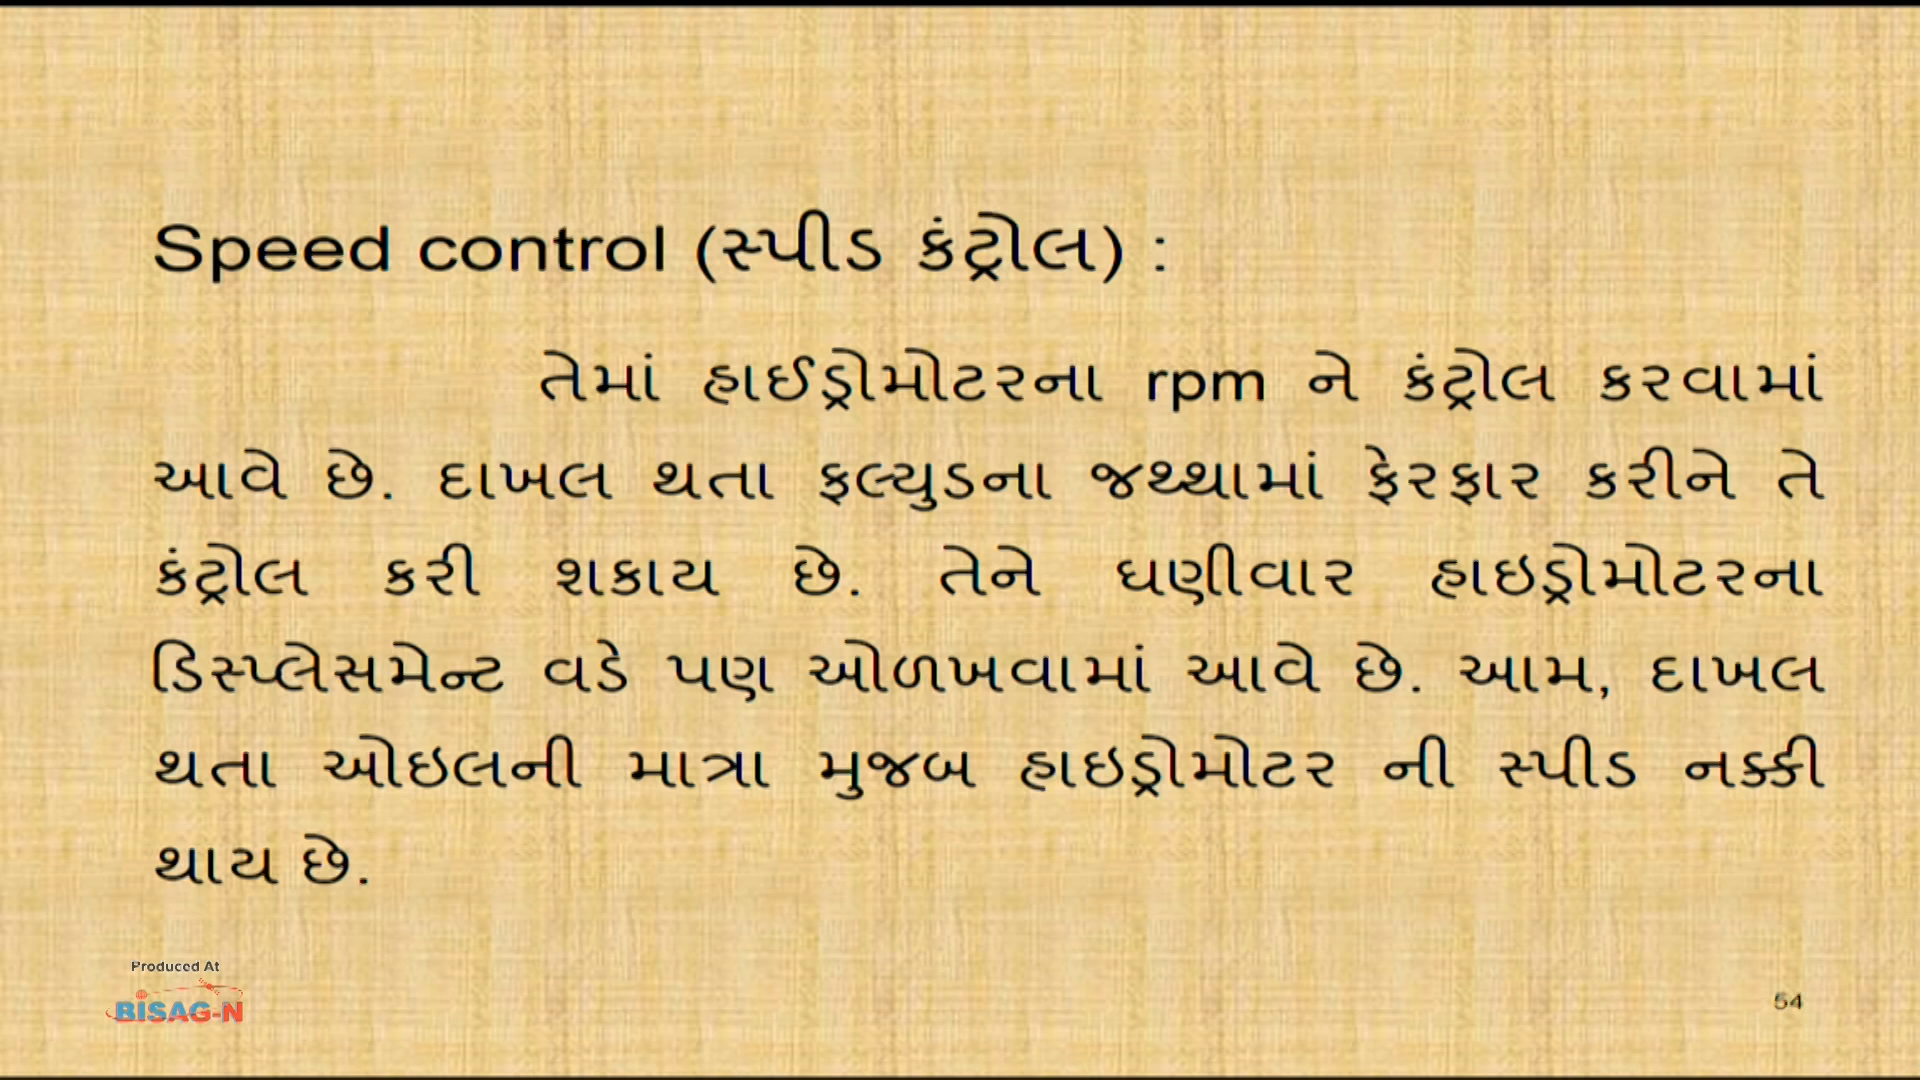 Speed control (સ્પીડ કંટ્રોલ) :
તેમાં હાઈડ્રોમોટરના rpm ને કંટ્રોલ કરવામાં
આવે છે. દાખલ થતા ફલ્યુડના જથ્થામાં ફેરફાર કરીને તે
કંટ્રોલ કરી શકાય છે. તેને ઘણીવાર હાઇડ્રોમોટરના
ડિસ્પ્લેસમેન્ટ વડે પણ ઓળખવામાં આવે છે. આમ, દાખલ
થતા ઓઇલની માત્રા મુજબ હાઇડ્રોમોટર ની સ્પીડ નક્કી
થાય છે.
Produced At
BISAG-N
54